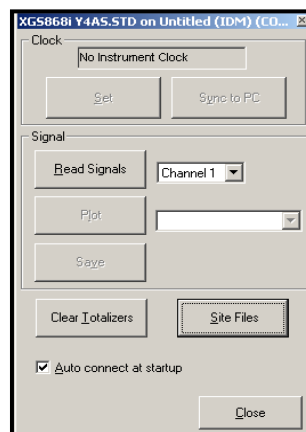 XGS868i Y4AS.STD on Untitled (IDM) (CO...
Clock
No Instrument Clock
Set
Sync to PC
Signal
Read Signals
Channel 1
Plot
Save
Clear Totalizers
Site Files
Auto connect at startup
Close